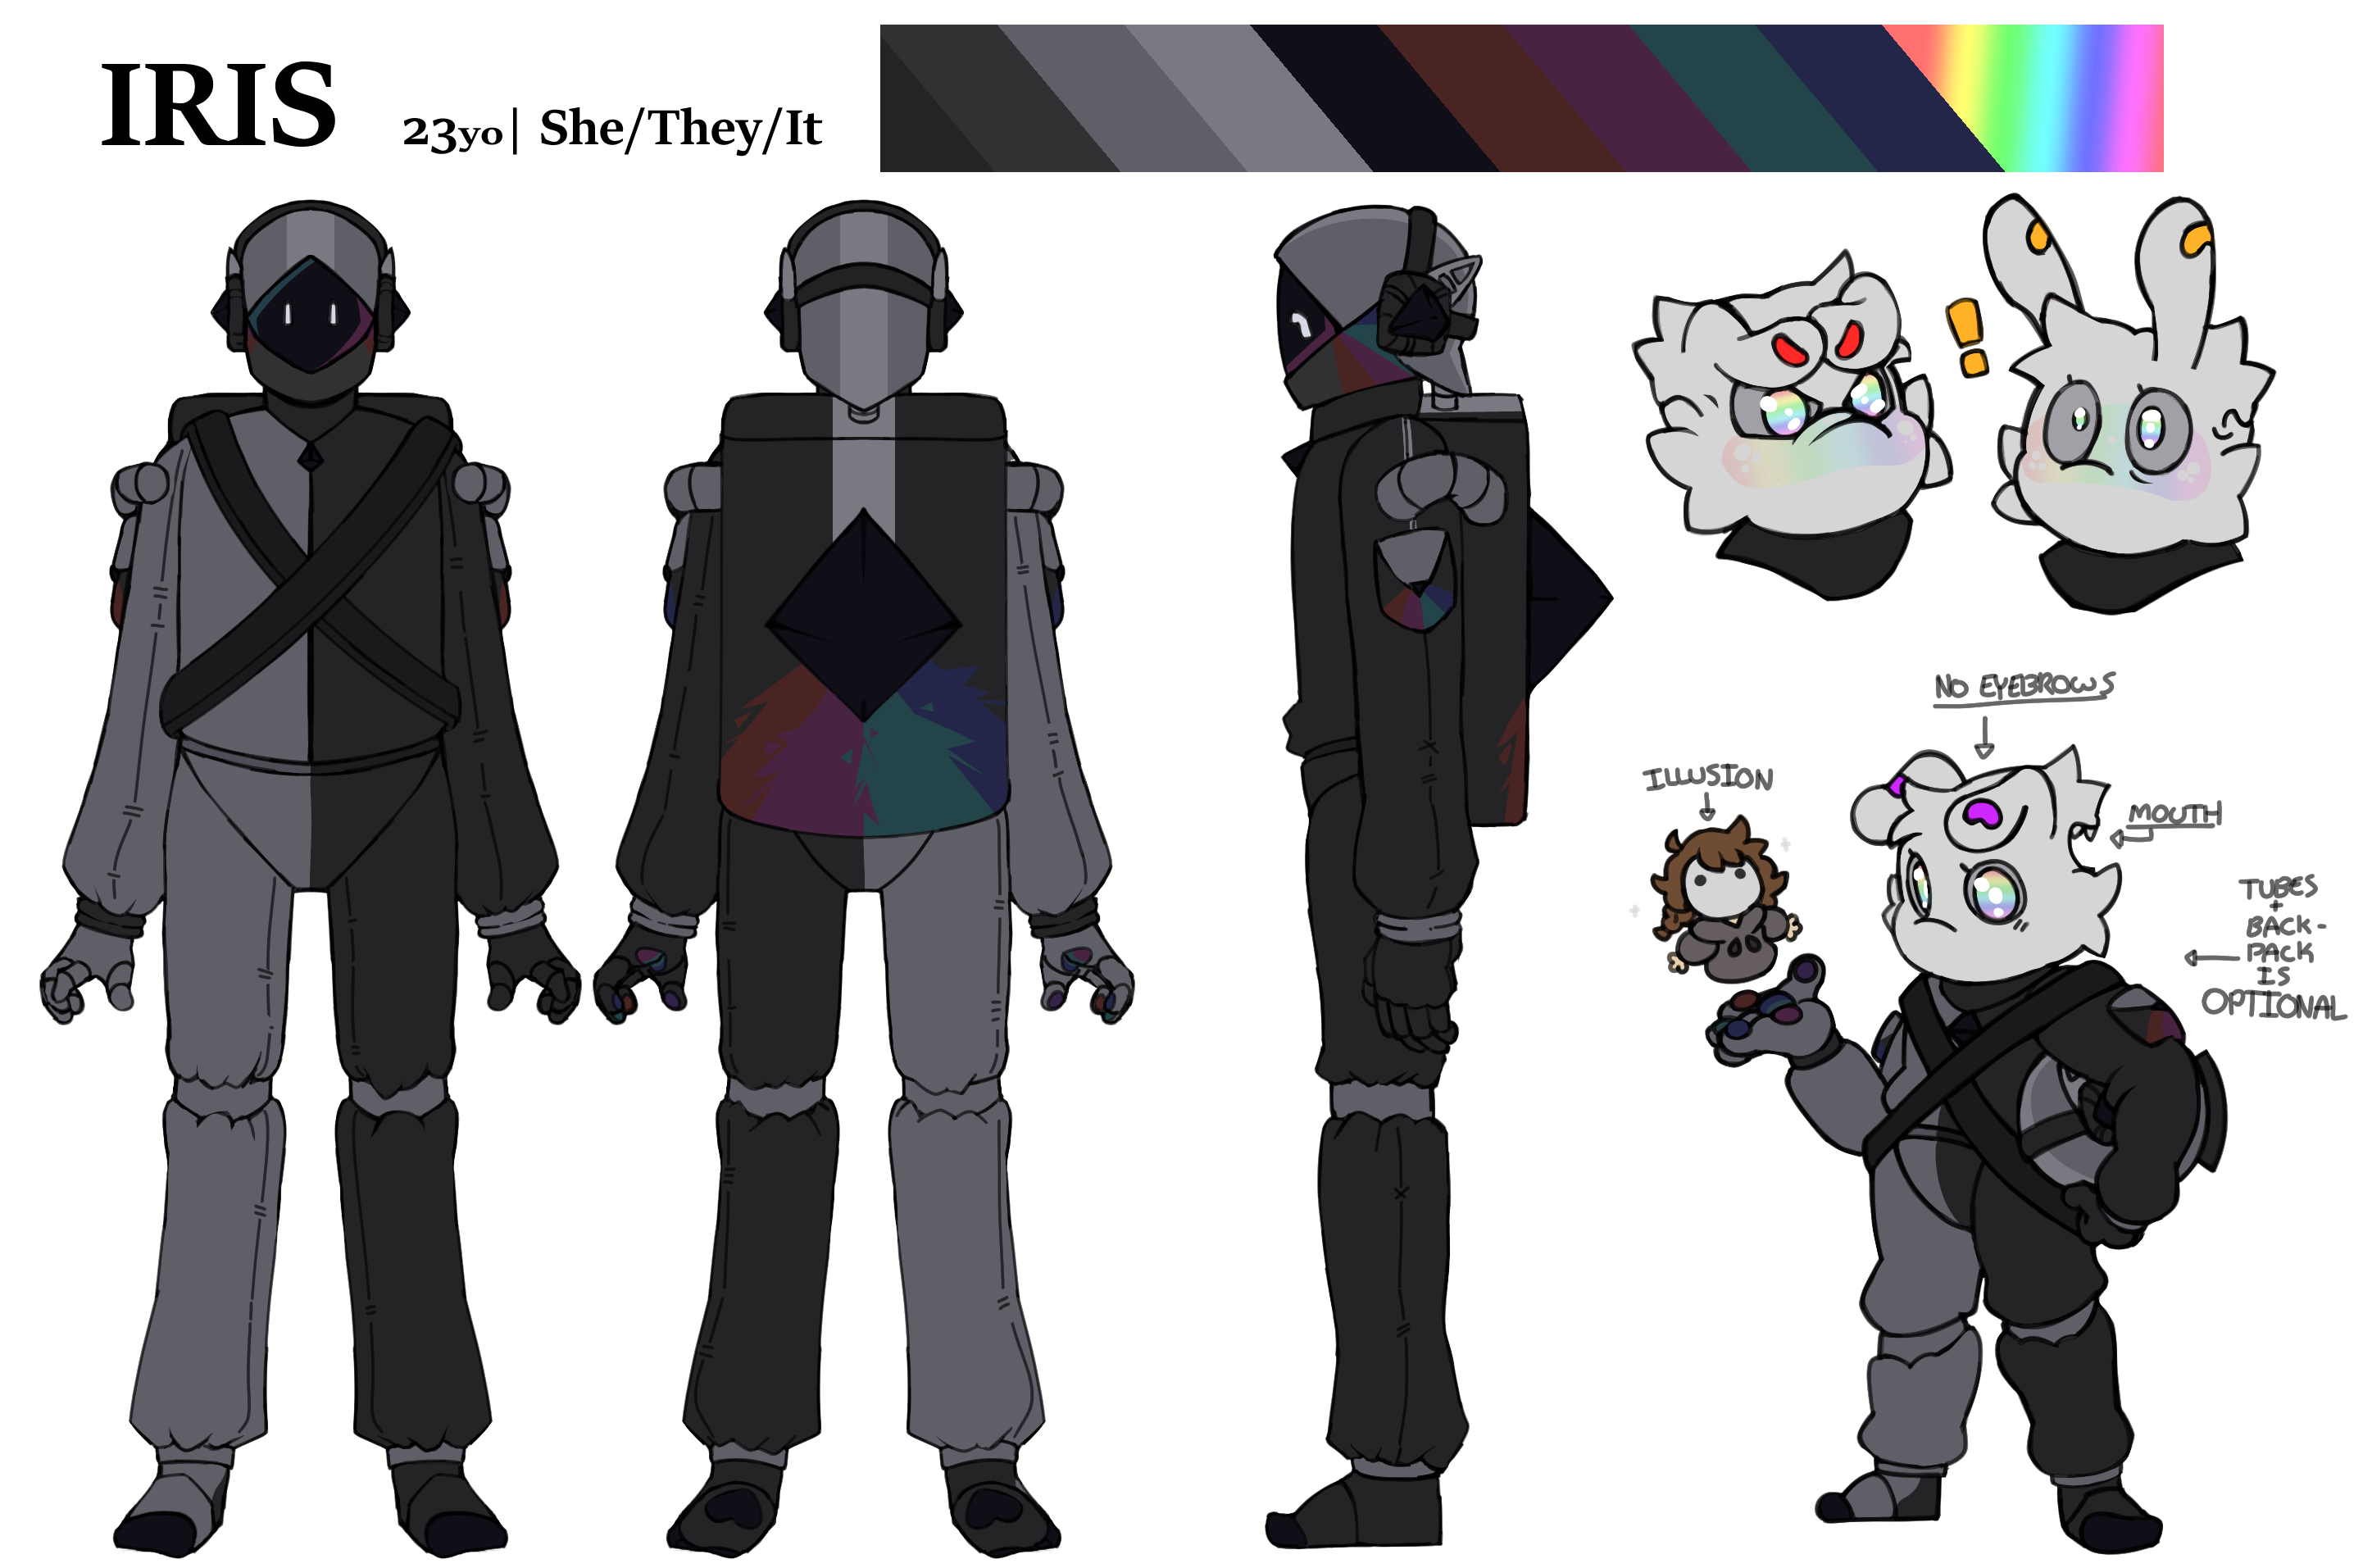 IRIS
23yo| She/They/It
NO EYEBROWS
ILLUSION
MOUTH
TUBES
+
BACK-
PACK
IS
OPTIONAL